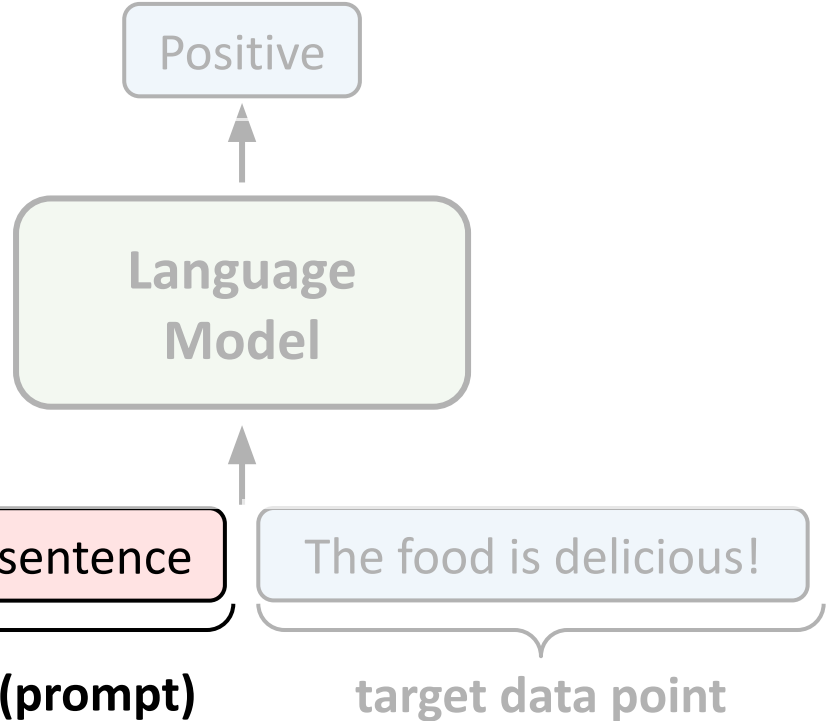 Positive
Language
Model
sentence
The food is delicious!
(prompt)
target data point